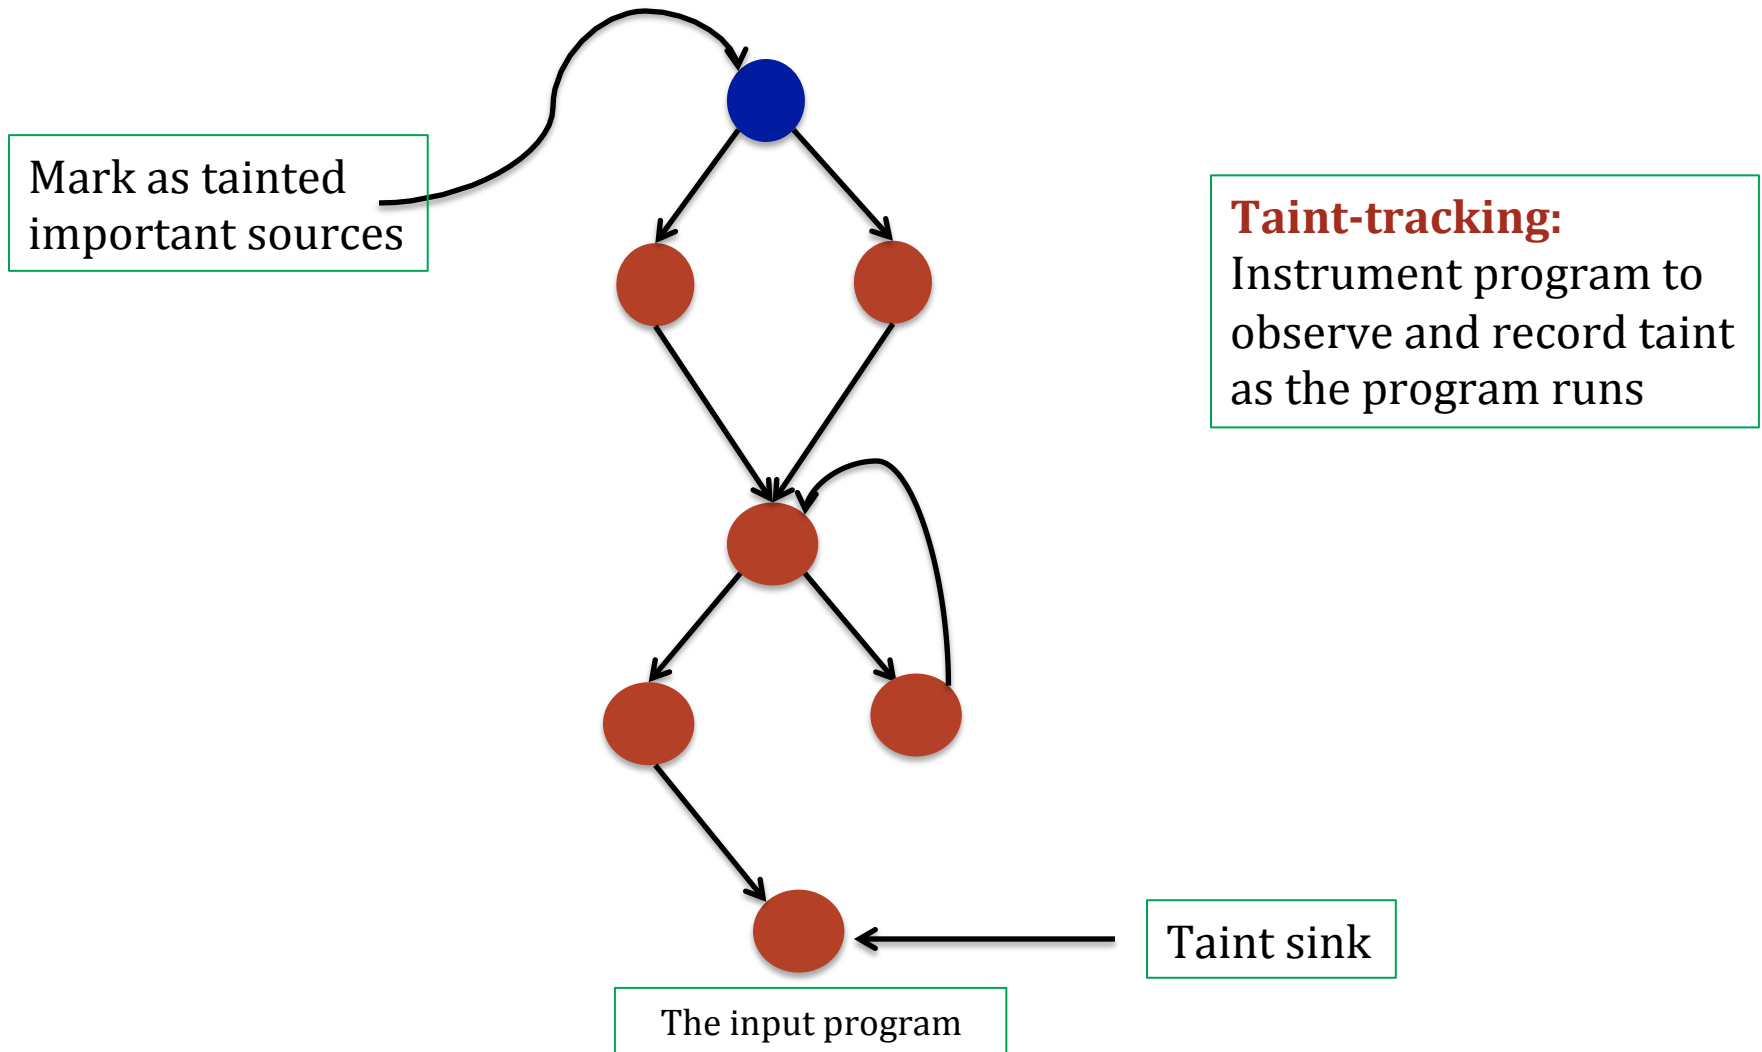 Mark as tainted
important sources
Taint-tracking:
Instrument program to
observe and record taint
as the program runs
Taint sink
The input program